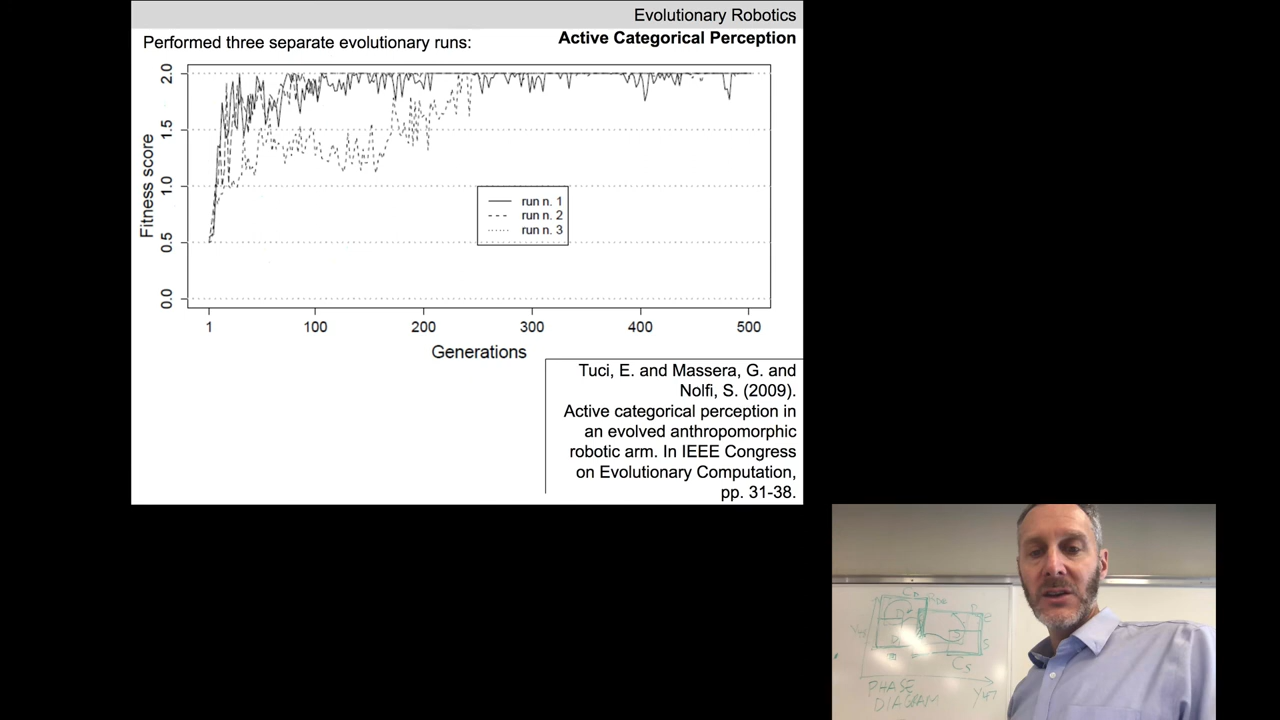 Evolutionary Robotics
Active Categorical Perception
Performed three separate evolutionary runs:
2.0
1.5
1.0
0.5
0.0
Fitness score
run n. 1
run n. 2
run n. 3
1 100 200 300 400 500
Generations
Tuci, E. and Massera, G. and
Nolfi, S. (2009).
Active categorical perception in
an evolved anthropomorphic
robotic arm. In IEEE Congress
on Evolutionary Computation,
pp. 31-38.
Cs
PHASE
DIAGRAM